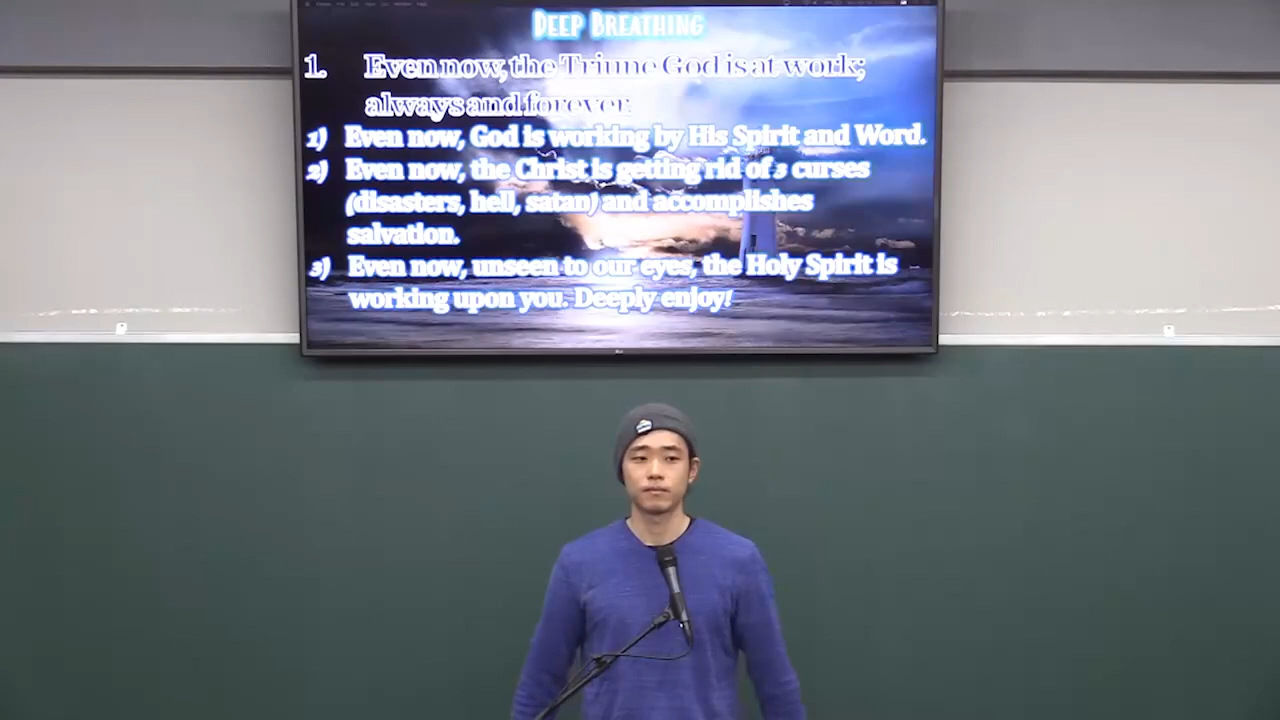 DEEP BREATHING
1. Even now, the Triune God is at work;
always and forever.
1) Even now, God is working by His Spirit and Word.
2) Even now, the Christ is getting rid of 3 curses
(disasters, hell, satan) and accomplishes
salvation.
3) Even now, unseen to our eyes, the Holy Spirit is
working upon you. Deeply enjoy!